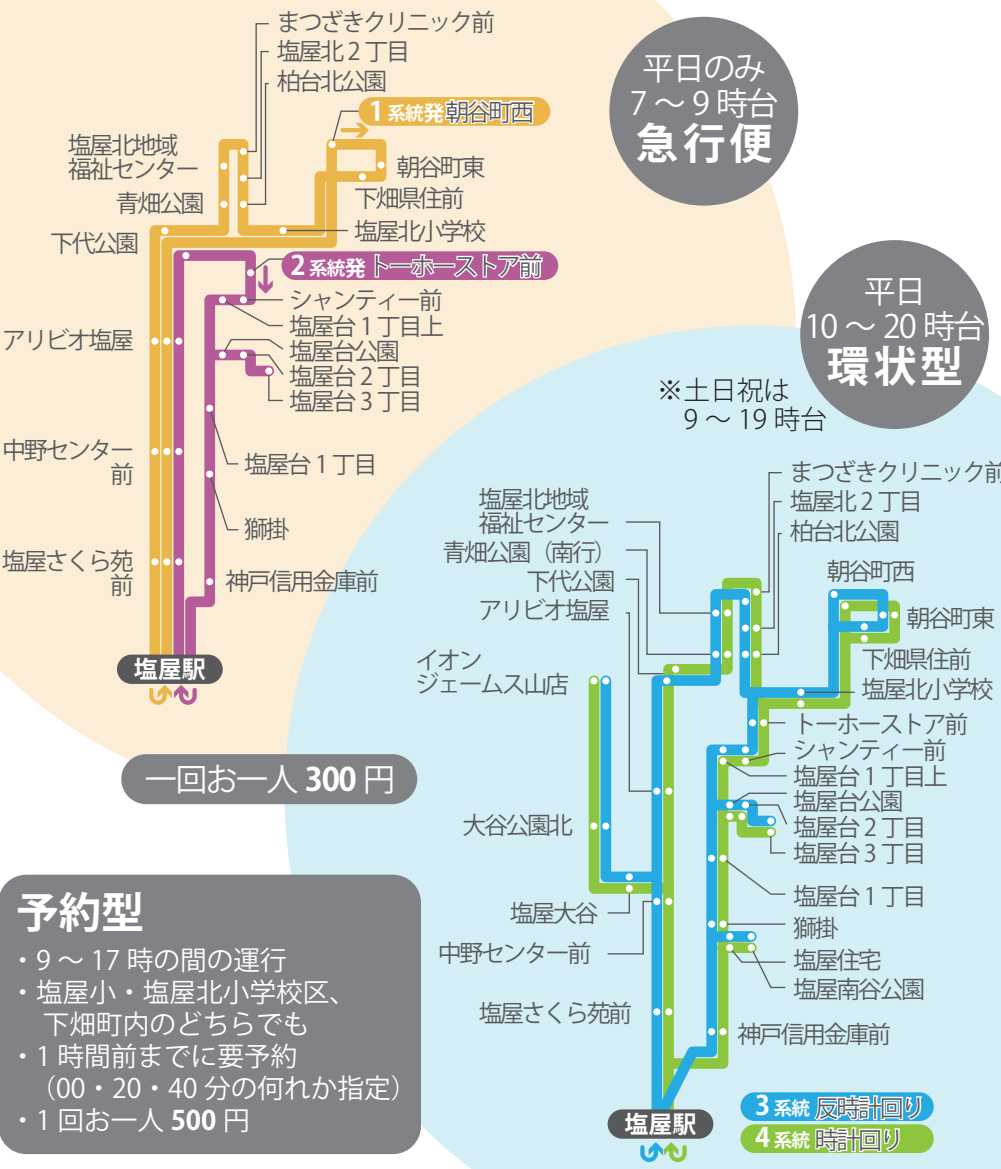 まつざきクリニック前
塩屋北２丁目
柏台北公園
1 系統発 朝谷町西
塩屋北地域
福祉センター
朝谷町東
青畑公園
下畑県住前
下代公園
塩屋北小学校
2 系統発 トーホーストア前
シャンティー前
塩屋台１丁目上
アリビオ塩屋
塩屋台公園
塩屋台２丁目
塩屋台３丁目
中野センター
前
塩屋台１丁目
獅掛
塩屋さくら苑
前
神戸信用金庫前
塩屋駅
平日のみ
7～9時台
急行便
平日
10～20時台
環状型
※土日祝は
9～19時台
まつざきクリニック前
塩屋北地域
福祉センター
塩屋北２丁目
青畑公園（南行）
柏台北公園
下代公園
朝谷町西
アリビオ塩屋
朝谷町東
イオン
ジェームス山店
下畑県住前
塩屋北小学校
トーホーストア前
シャンティー前
塩屋台１丁目上
塩屋台公園
大谷公園北
塩屋台２丁目
塩屋台３丁目
塩屋台１丁目
塩屋大谷
獅掛
中野センター前
塩屋住宅
塩屋南谷公園
塩屋さくら苑前
神戸信用金庫前
塩屋駅
3 系統 反時計回り
4 系統 時計回り
一回お一人 300 円
予約型
・9～17時の間の運行
・塩屋小・塩屋北小学校区、
下畑町内のどちらでも
・1時間前までに要予約
（00・20・40分の何れか指定）
・1回お一人 500 円